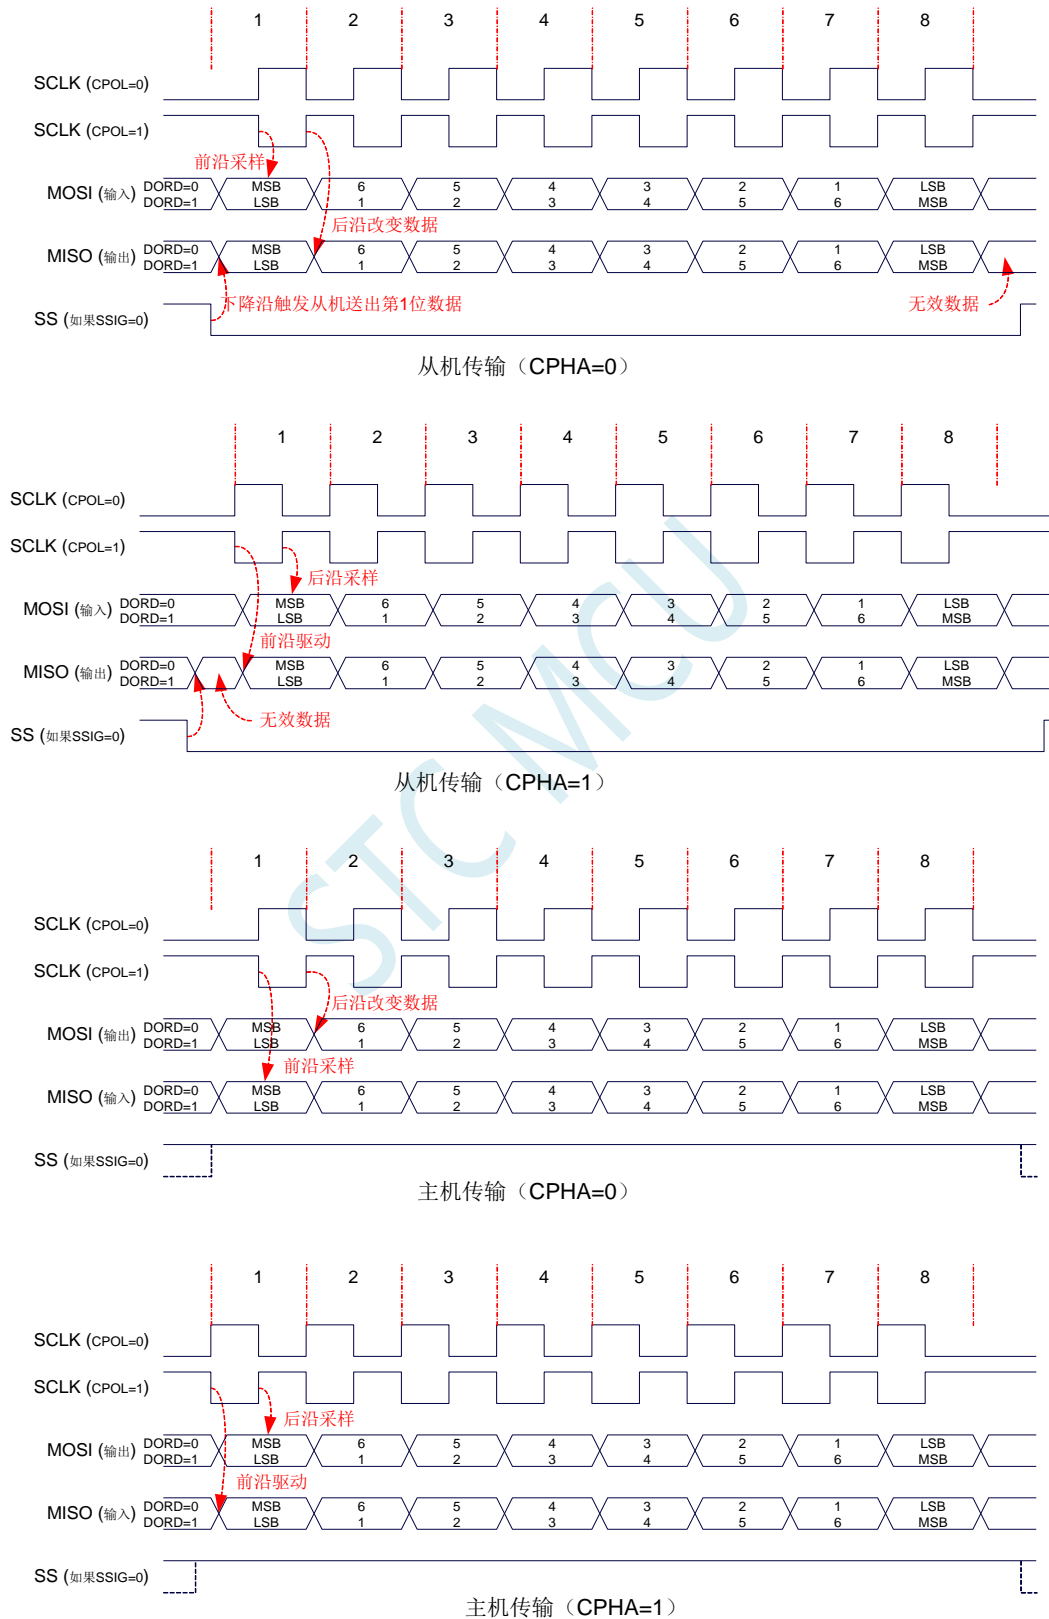 1 2 3 4 5 6 7 8
SCLK (CPOL=0)
SCLK (CPOL=1)
前沿采样
MOSI (输入) DORD=0 MSB 6 5 4 3 2 1 LSB
DORD=1 LSB 1 2 3 4 5 6 MSB
后沿改变数据
MISO (输出) DORD=0 MSB 6 5 4 3 2 1 LSB
DORD=1 LSB 1 2 3 4 5 6 MSB
下降沿触发从机送出第1位数据 无效数据
SS (如果SSIG=0)
从机传输（CPHA=0）
1 2 3 4 5 6 7 8
SCLK (CPOL=0)
SCLK (CPOL=1)
后沿采样
MOSI (输入) DORD=0 MSB 6 5 4 3 2 1 LSB
DORD=1 LSB 1 2 3 4 5 6 MSB
前沿驱动
MISO (输出) DORD=0 MSB 6 5 4 3 2 1 LSB
DORD=1 LSB 1 2 3 4 5 6 MSB
无效数据
SS (如果SSIG=0)
从机传输（CPHA=1）
STC MCU
1 2 3 4 5 6 7 8
SCLK (CPOL=0)
SCLK (CPOL=1)
后沿改变数据
MOSI (输出) DORD=0 MSB 6 5 4 3 2 1 LSB
DORD=1 LSB 1 2 3 4 5 6 MSB
前沿采样
MISO (输入) DORD=0 MSB 6 5 4 3 2 1 LSB
DORD=1 LSB 1 2 3 4 5 6 MSB
SS (如果SSIG=0)
主机传输（CPHA=0）
1 2 3 4 5 6 7 8
SCLK (CPOL=0)
SCLK (CPOL=1)
后沿采样
MOSI (输出) DORD=0 MSB 6 5 4 3 2 1 LSB
DORD=1 LSB 1 2 3 4 5 6 MSB
前沿驱动
MISO (输入) DORD=0 MSB 6 5 4 3 2 1 LSB
DORD=1 LSB 1 2 3 4 5 6 MSB
SS (如果SSIG=0)
主机传输（CPHA=1）